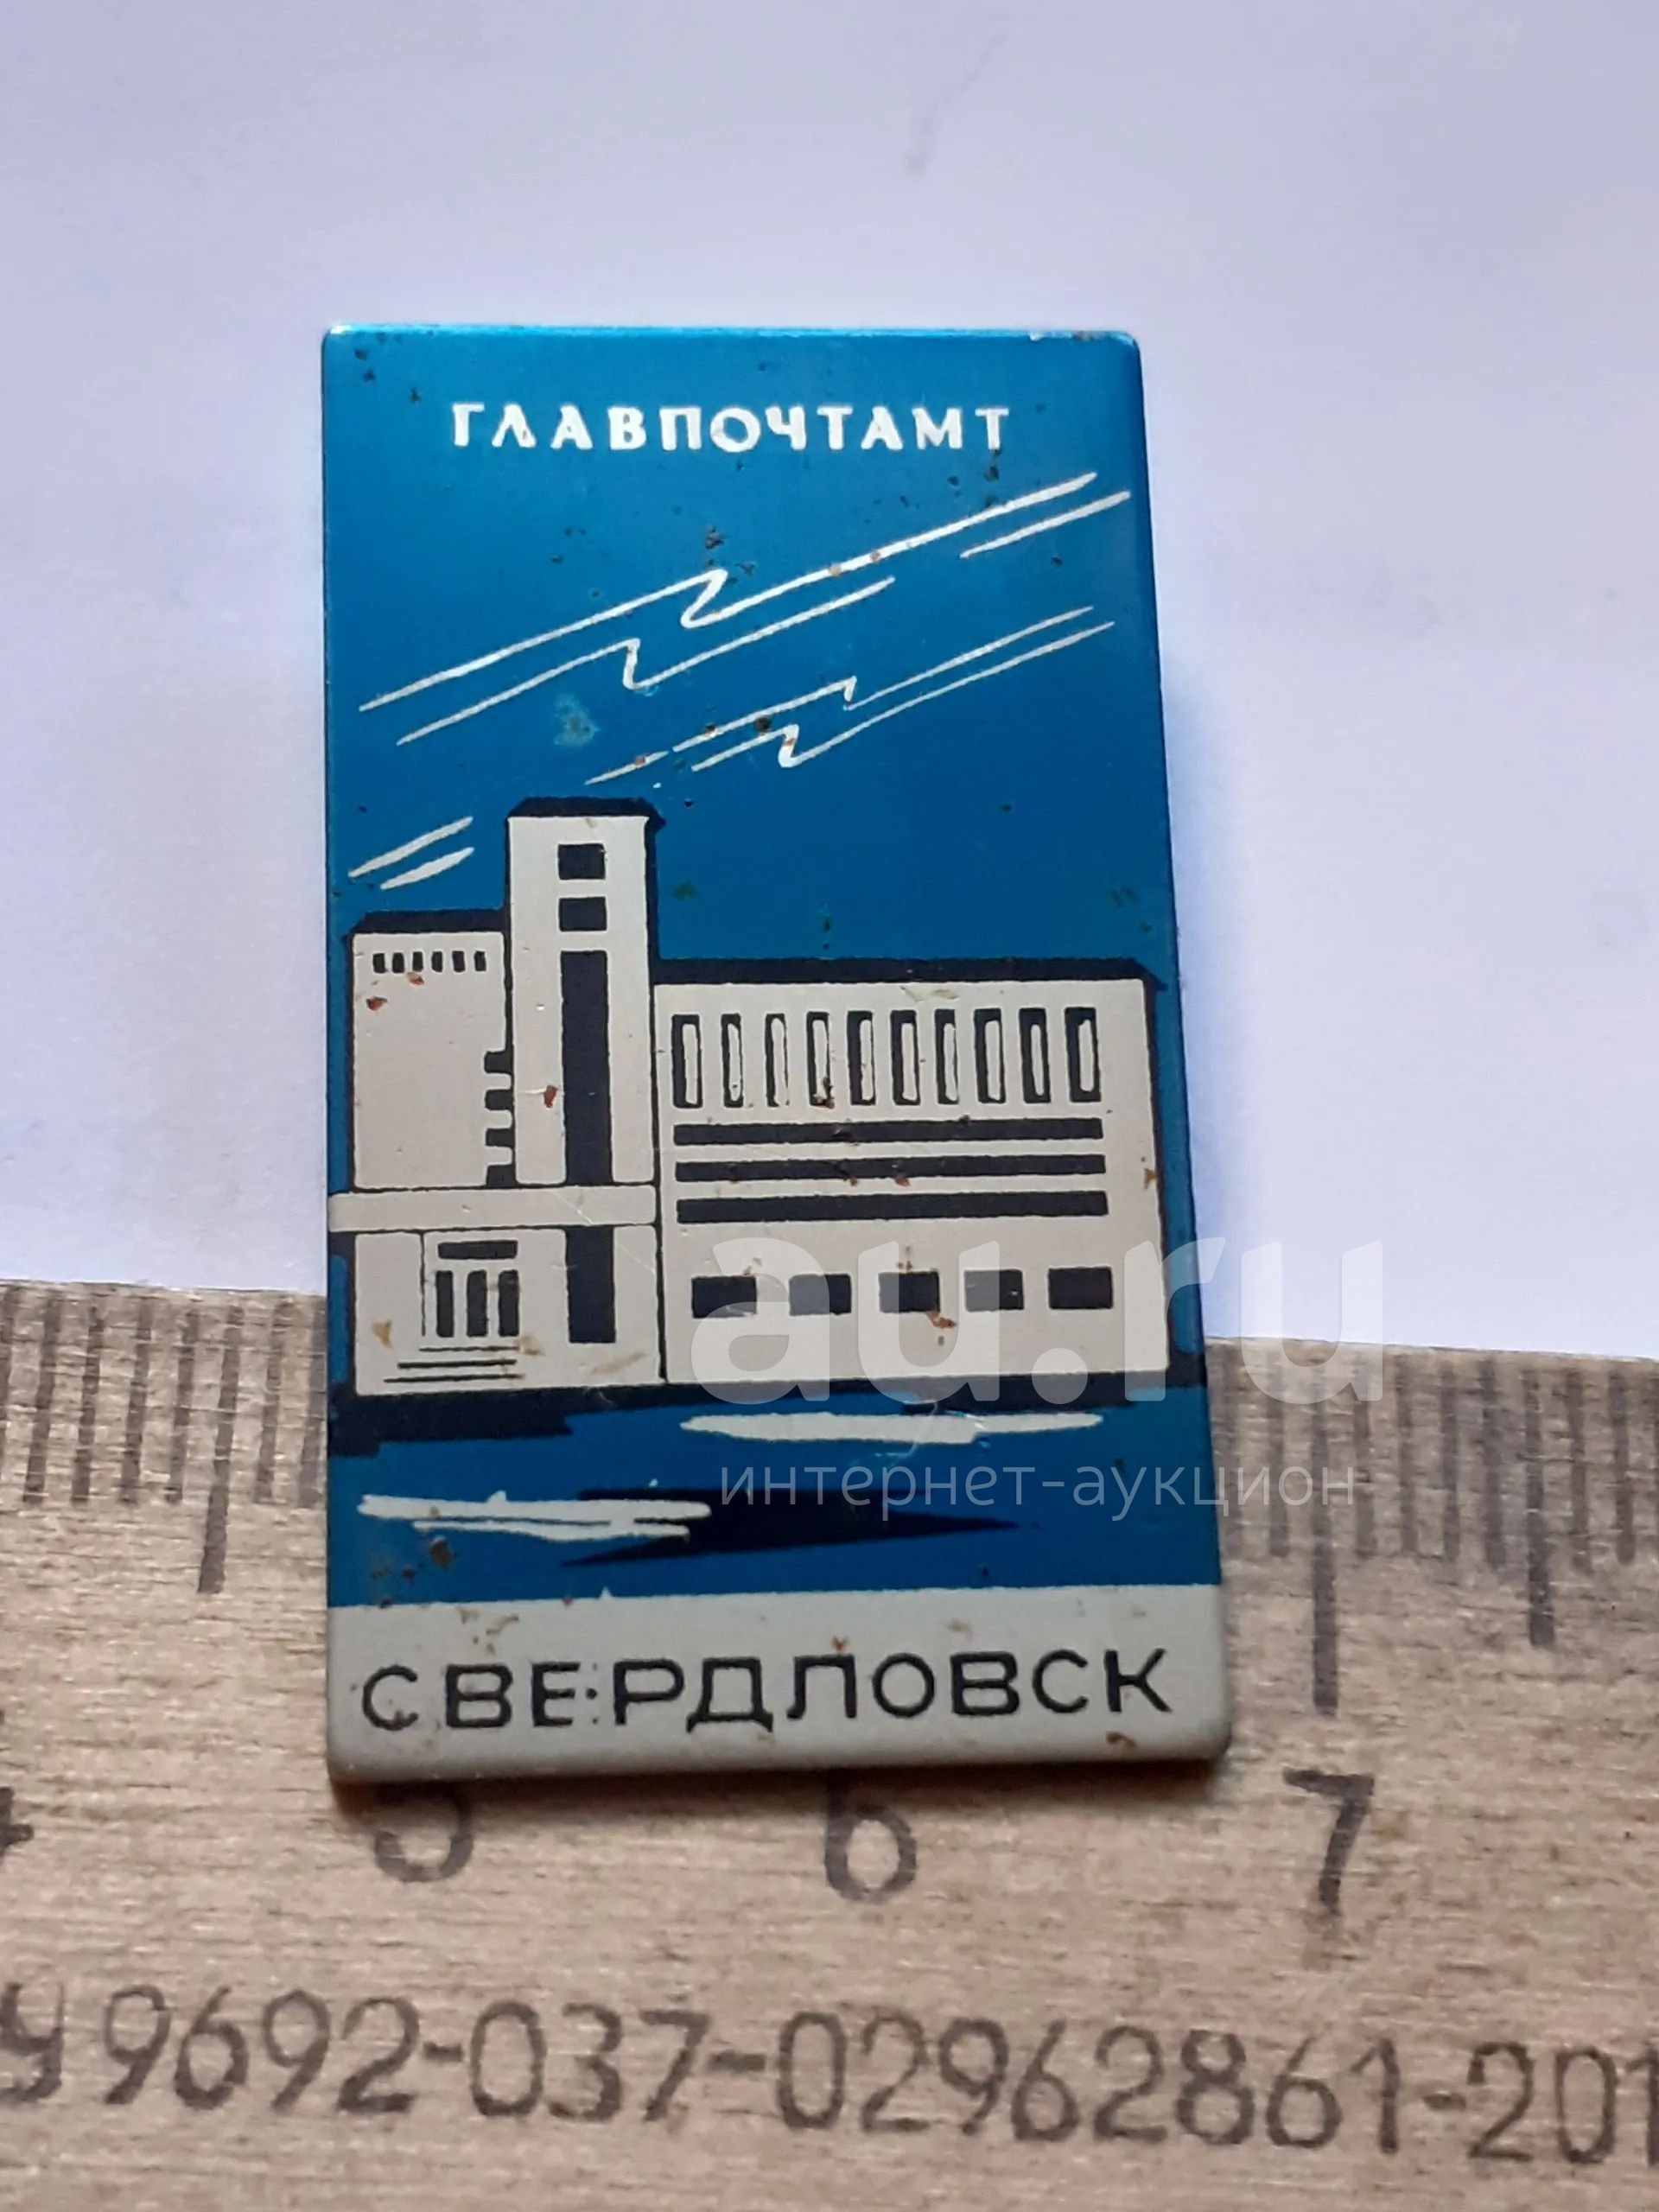 ГЛАВПОЧТАМТ
au.ru
интернет-аукцион
СВЕРДЛОВСК
5 6 7
9692-037-02962861-201